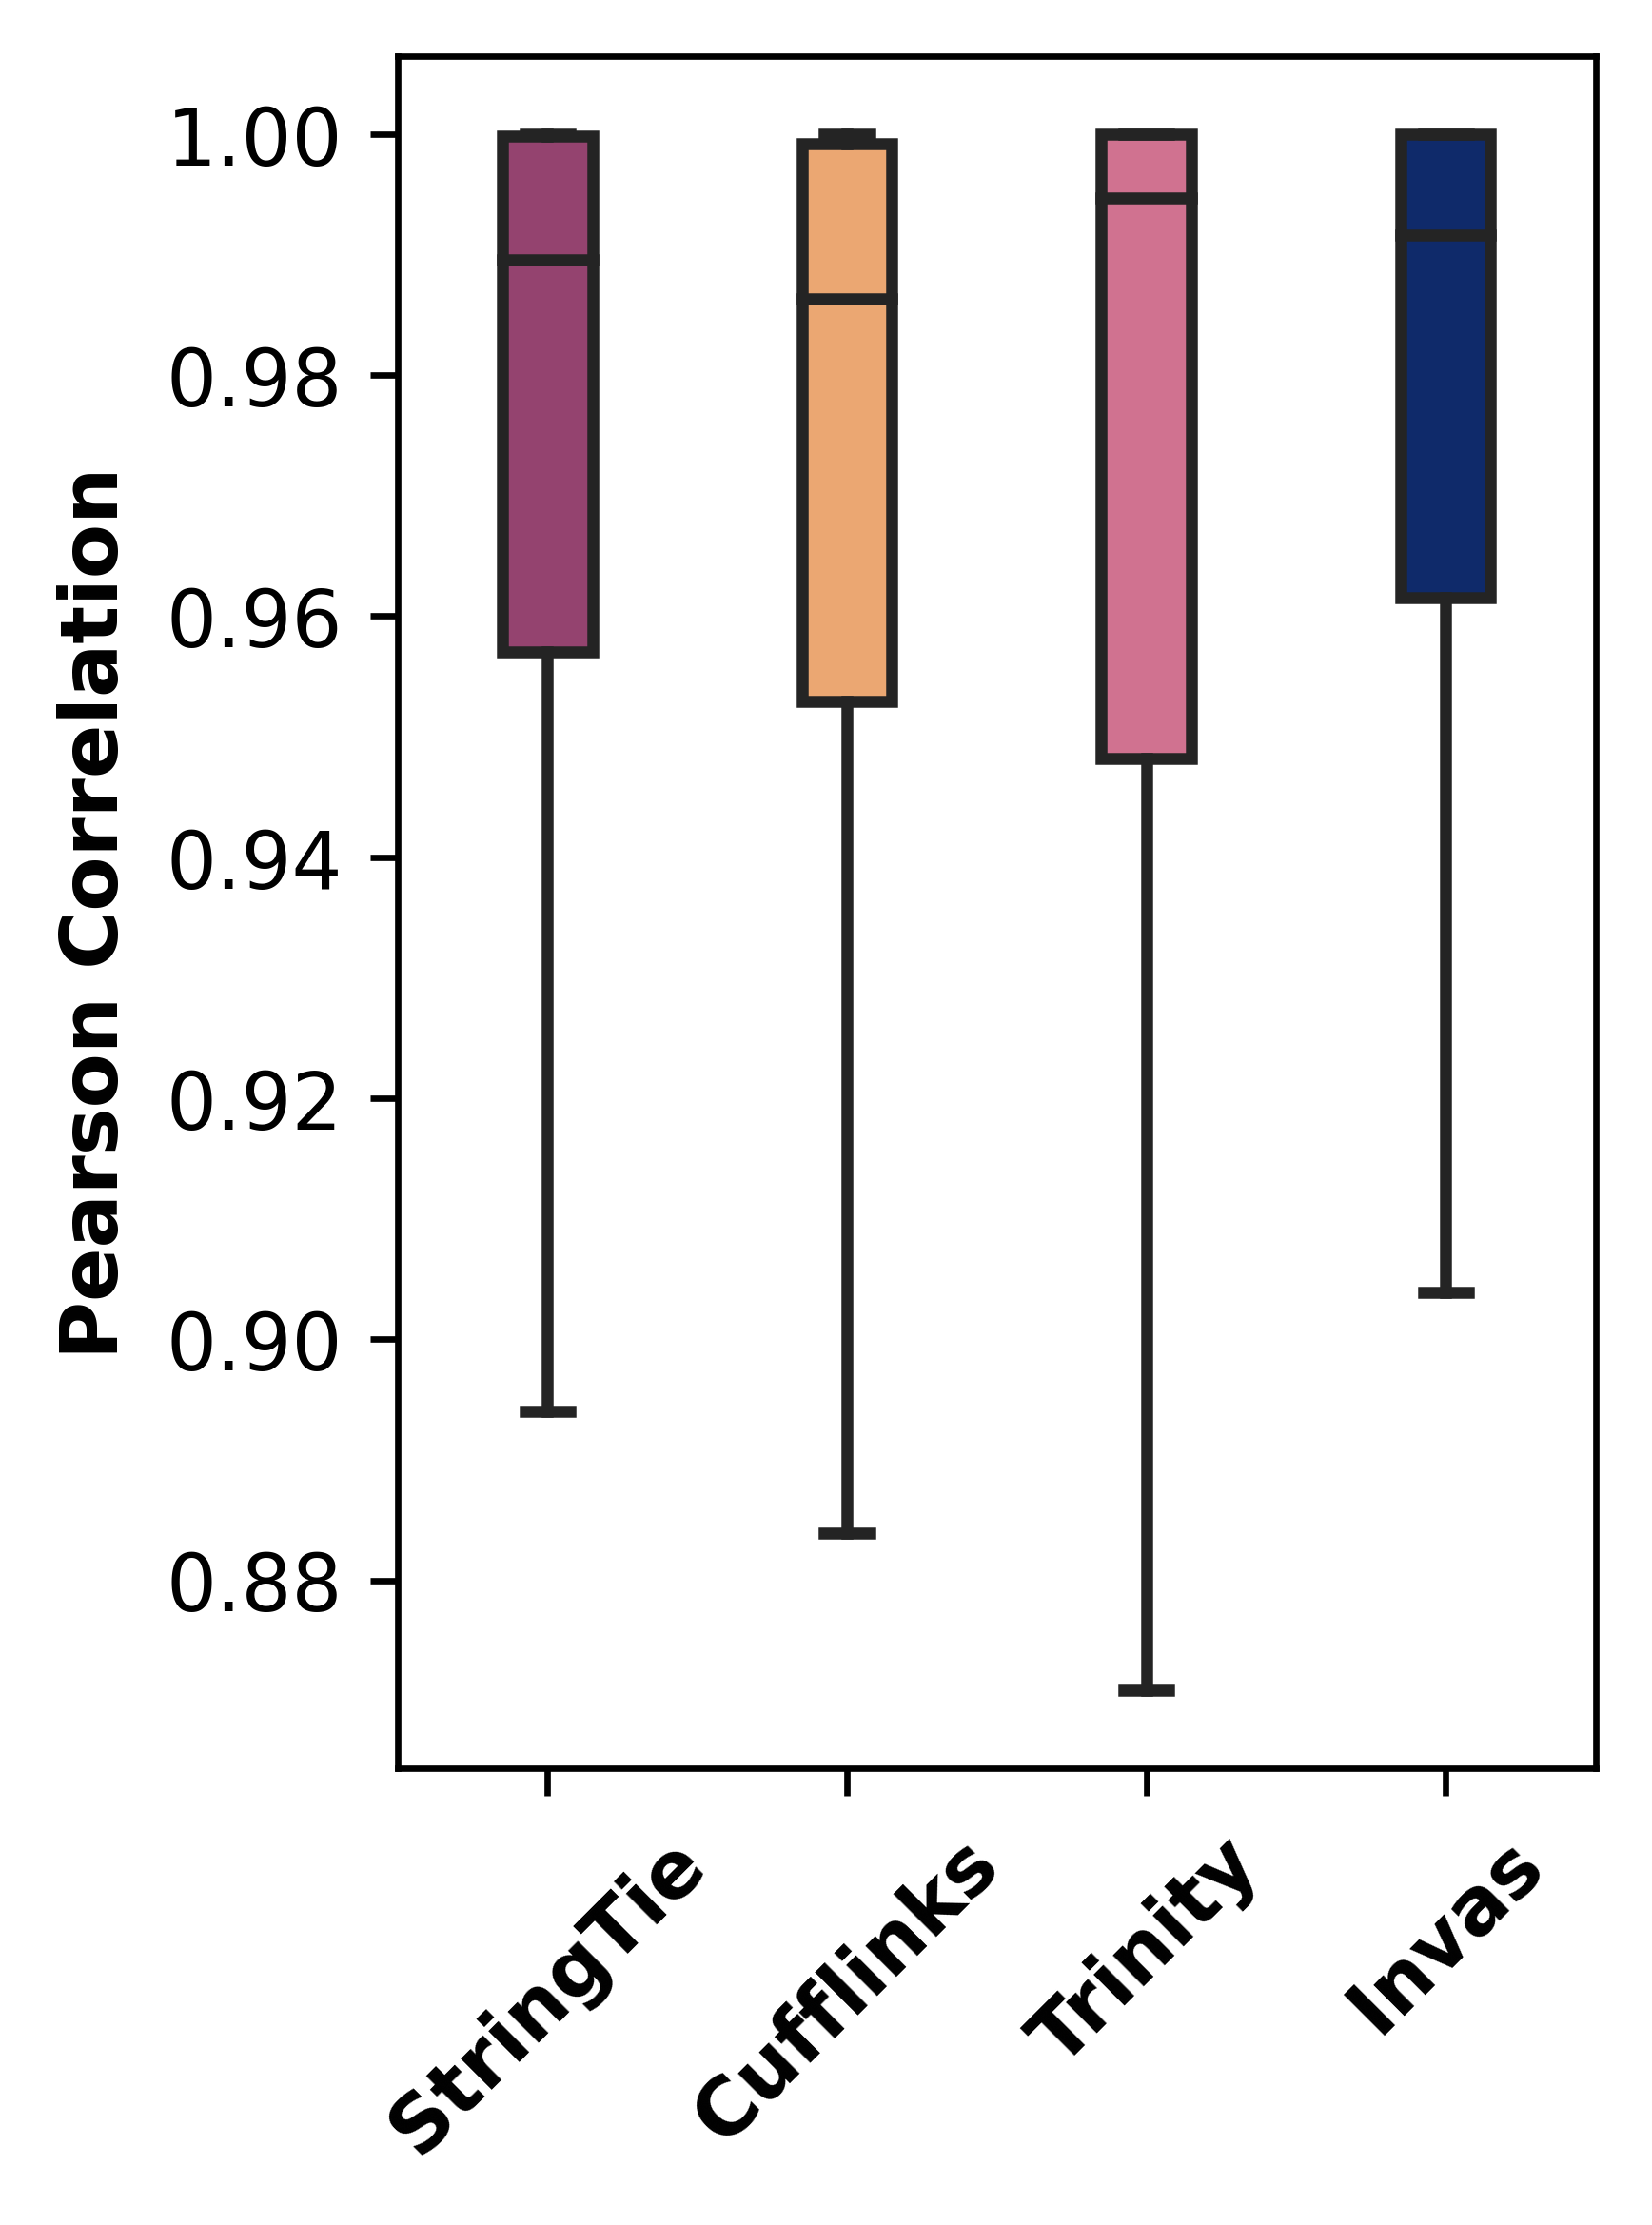 Pearson Correlation
1.00
0.98
0.96
0.94
0.92
0.90
0.88
StringTie
Cufflinks
Trinity
Invas